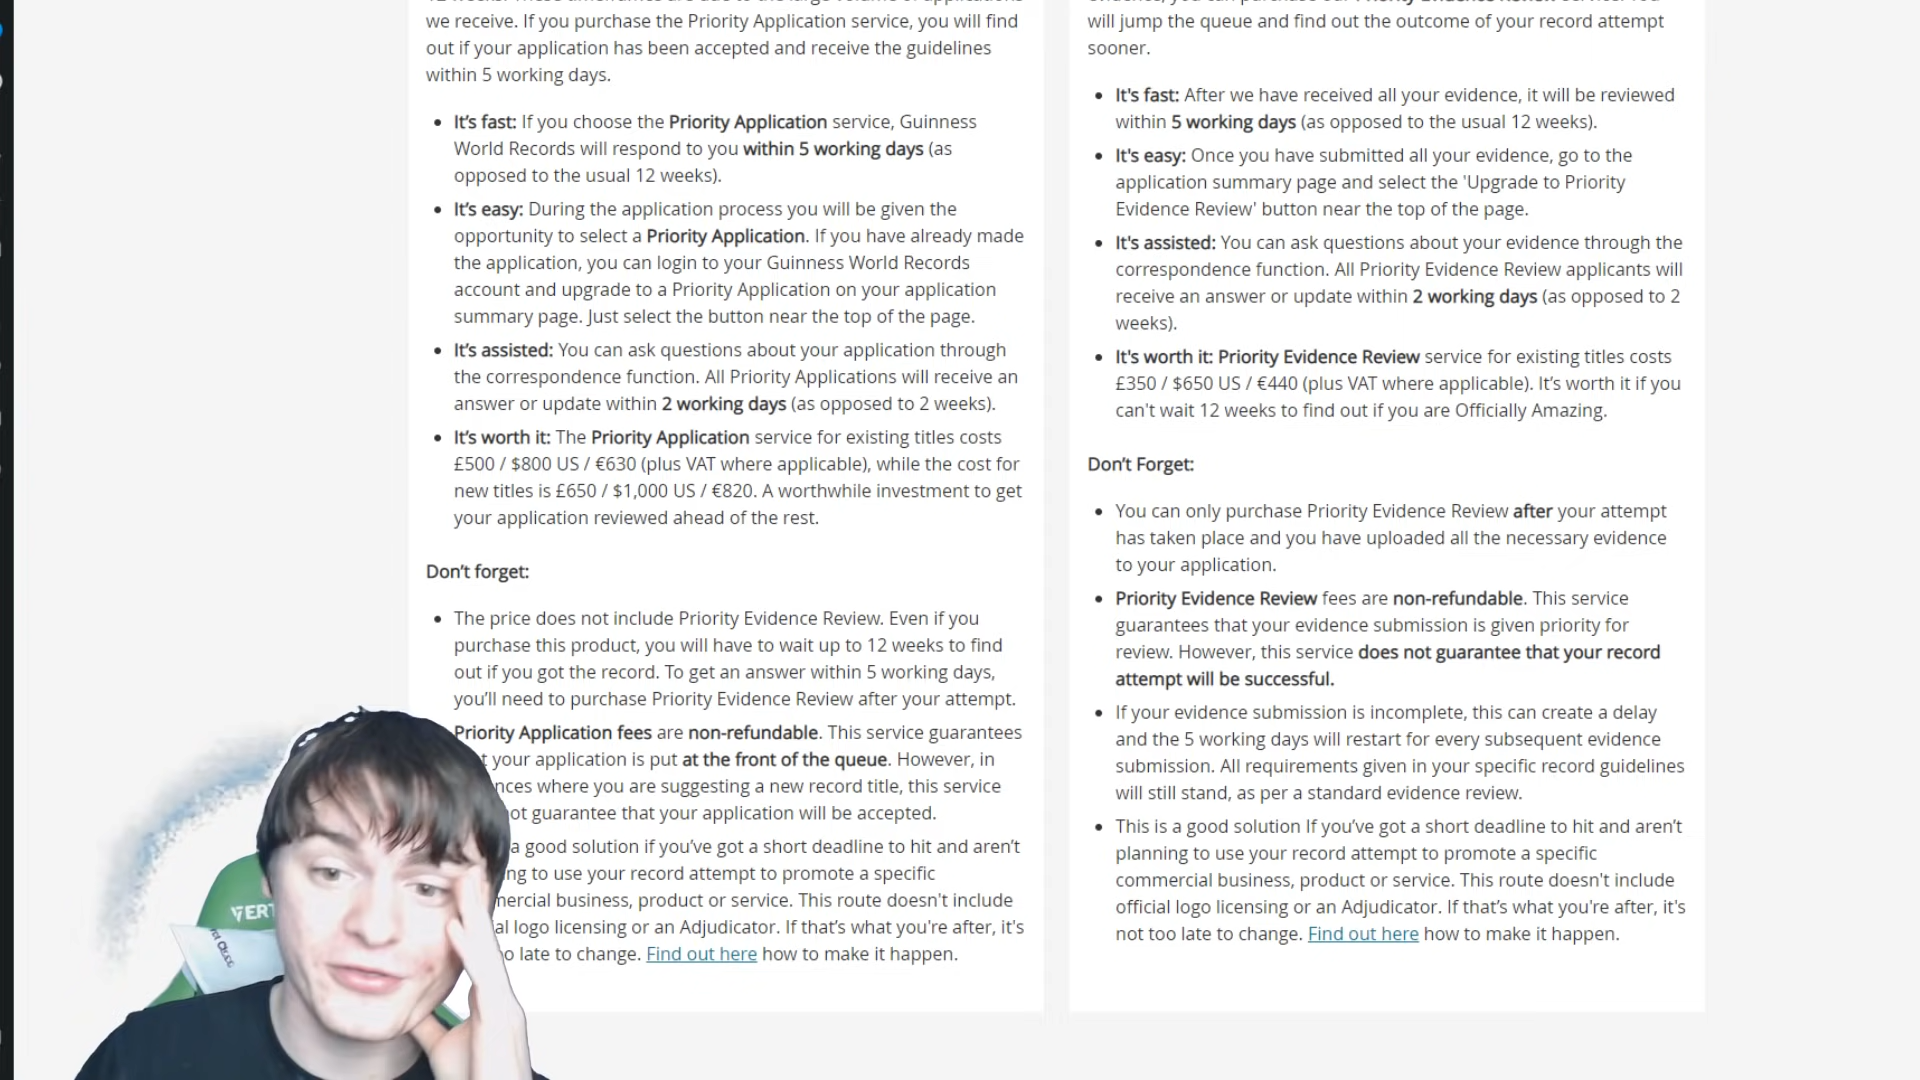 we receive. If you purchase the Priority Application service, you will find
out if your application has been accepted and receive the guidelines
within 5 working days.
• It’s fast: If you choose the Priority Application service, Guinness
World Records will respond to you within 5 working days (as
opposed to the usual 12 weeks).
• It’s easy: During the application process you will be given the
opportunity to select a Priority Application. If you have already made
the application, you can login to your Guinness World Records
account and upgrade to a Priority Application on your application
summary page. Just select the button near the top of the page.
• It’s assisted: You can ask questions about your application through
the correspondence function. All Priority Applications will receive an
answer or update within 2 working days (as opposed to 2 weeks).
• It’s worth it: The Priority Application service for existing titles costs
£500 / $800 US / €630 (plus VAT where applicable), while the cost for
new titles is £650 / $1,000 US / €820. A worthwhile investment to get
your application reviewed ahead of the rest.
Don’t forget:
• The price does not include Priority Evidence Review. Even if you
purchase this product, you will have to wait up to 12 weeks to find
out if you got the record. To get an answer within 5 working days,
you’ll need to purchase Priority Evidence Review after your attempt.
Priority Application fees are non-refundable. This service guarantees
your application is put at the front of the queue. However, in
where you are suggesting a new record title, this service
guarantee that your application will be accepted.
a good solution if you’ve got a short deadline to hit and aren’t
to use your record attempt to promote a specific
business, product or service. This route doesn't include
logo licensing or an Adjudicator. If that’s what you're after, it's
late to change. Find out here how to make it happen.
will jump the queue and find out the outcome of your record attempt
sooner.
• It's fast: After we have received all your evidence, it will be reviewed
within 5 working days (as opposed to the usual 12 weeks).
• It's easy: Once you have submitted all your evidence, go to the
application summary page and select the 'Upgrade to Priority
Evidence Review' button near the top of the page.
• It's assisted: You can ask questions about your evidence through the
correspondence function. All Priority Evidence Review applicants will
receive an answer or update within 2 working days (as opposed to 2
weeks).
• It's worth it: Priority Evidence Review service for existing titles costs
£350 / $650 US / €440 (plus VAT where applicable). It’s worth it if you
can't wait 12 weeks to find out if you are Officially Amazing.
Don’t Forget:
• You can only purchase Priority Evidence Review after your attempt
has taken place and you have uploaded all the necessary evidence
to your application.
• Priority Evidence Review fees are non-refundable. This service
guarantees that your evidence submission is given priority for
review. However, this service does not guarantee that your record
attempt will be successful.
• If your evidence submission is incomplete, this can create a delay
and the 5 working days will restart for every subsequent evidence
submission. All requirements given in your specific record guidelines
will still stand, as per a standard evidence review.
• This is a good solution If you’ve got a short deadline to hit and aren’t
planning to use your record attempt to promote a specific
commercial business, product or service. This route doesn't include
official logo licensing or an Adjudicator. If that’s what you're after, it's
not too late to change. Find out here how to make it happen.